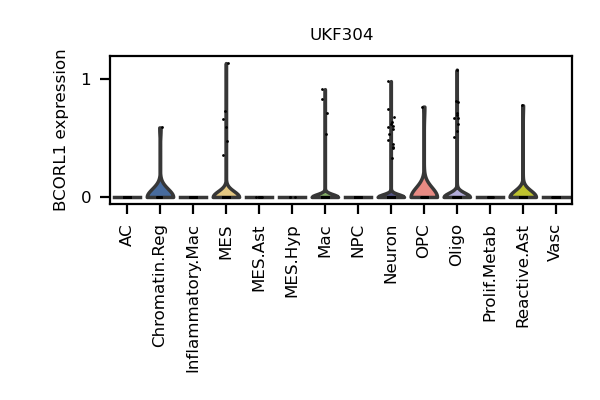 UKF304
BCORL1 expression
1
0
AC
Chromatin.Reg
Inflammatory.Mac
MES
MES.Ast
MES.Hyp
Mac
NPC
Neuron
OPC
Oligo
Prolif.Metab
Reactive.Ast
Vasc